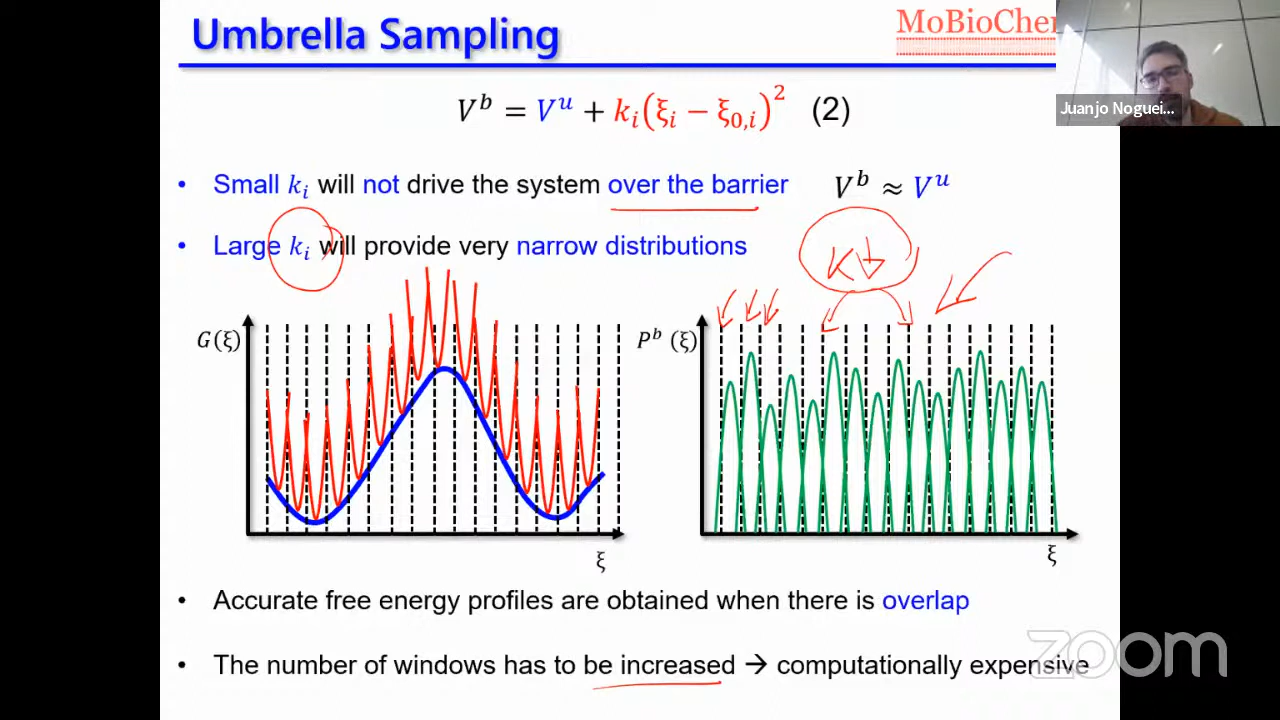 Umbrella Sampling
MoBioChem
Juanjo Noguei...
V^b = V^u + k_i(ξ_i − ξ_{0,i})^2 (2)
• Small k_i will not drive the system over the barrier V^b ≈ V^u
• Large k_i will provide very narrow distributions
K↓
G(ξ)
P^b (ξ)
ξ
ξ
• Accurate free energy profiles are obtained when there is overlap
• The number of windows has to be increased → computationally expensive
zoom